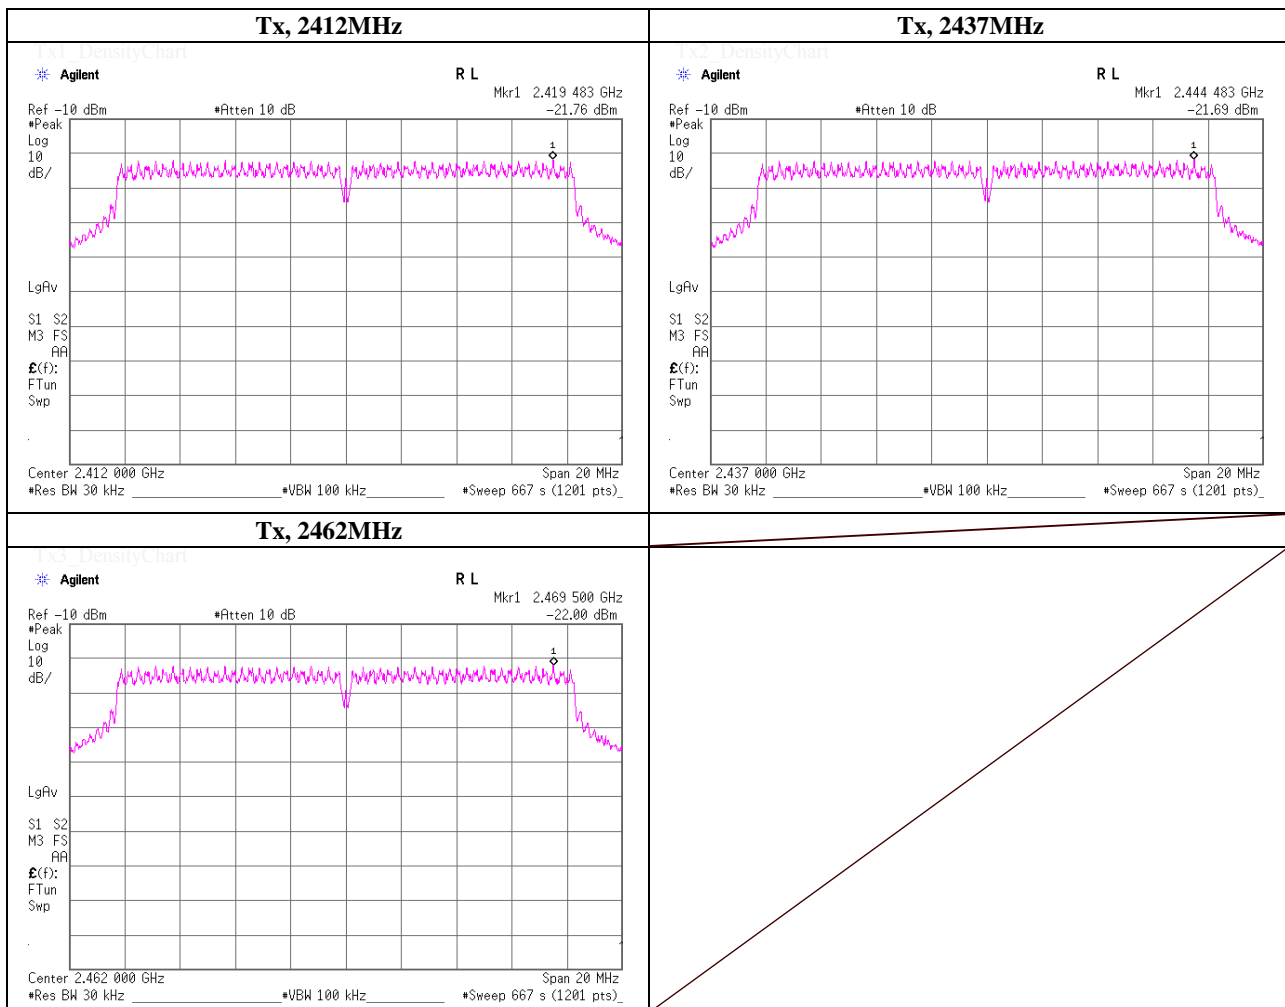 Tx, 2412MHz
Tx1_DensityChart
Agilent
R L
Mkr1 2.419 483 GHz
Ref -10 dBm #Atten 10 dB -21.76 dBm
#Peak
Log
10
dB/
1
LgAv
S1 S2
M3 FS
AA
£(f):
FTun
Swp
Center 2.412 000 GHz Span 20 MHz
#Res BW 30 kHz #VBW 100 kHz #Sweep 667 s (1201 pts)
Tx, 2437MHz
Tx2_DensityChart
Agilent
R L
Mkr1 2.444 483 GHz
Ref -10 dBm #Atten 10 dB -21.69 dBm
#Peak
Log
10
dB/
1
LgAv
S1 S2
M3 FS
AA
£(f):
FTun
Swp
Center 2.437 000 GHz Span 20 MHz
#Res BW 30 kHz #VBW 100 kHz #Sweep 667 s (1201 pts)
Tx, 2462MHz
Tx3_DensityChart
Agilent
R L
Mkr1 2.469 500 GHz
Ref -10 dBm #Atten 10 dB -22.00 dBm
#Peak
Log
10
dB/
1
LgAv
S1 S2
M3 FS
AA
£(f):
FTun
Swp
Center 2.462 000 GHz Span 20 MHz
#Res BW 30 kHz #VBW 100 kHz #Sweep 667 s (1201 pts)